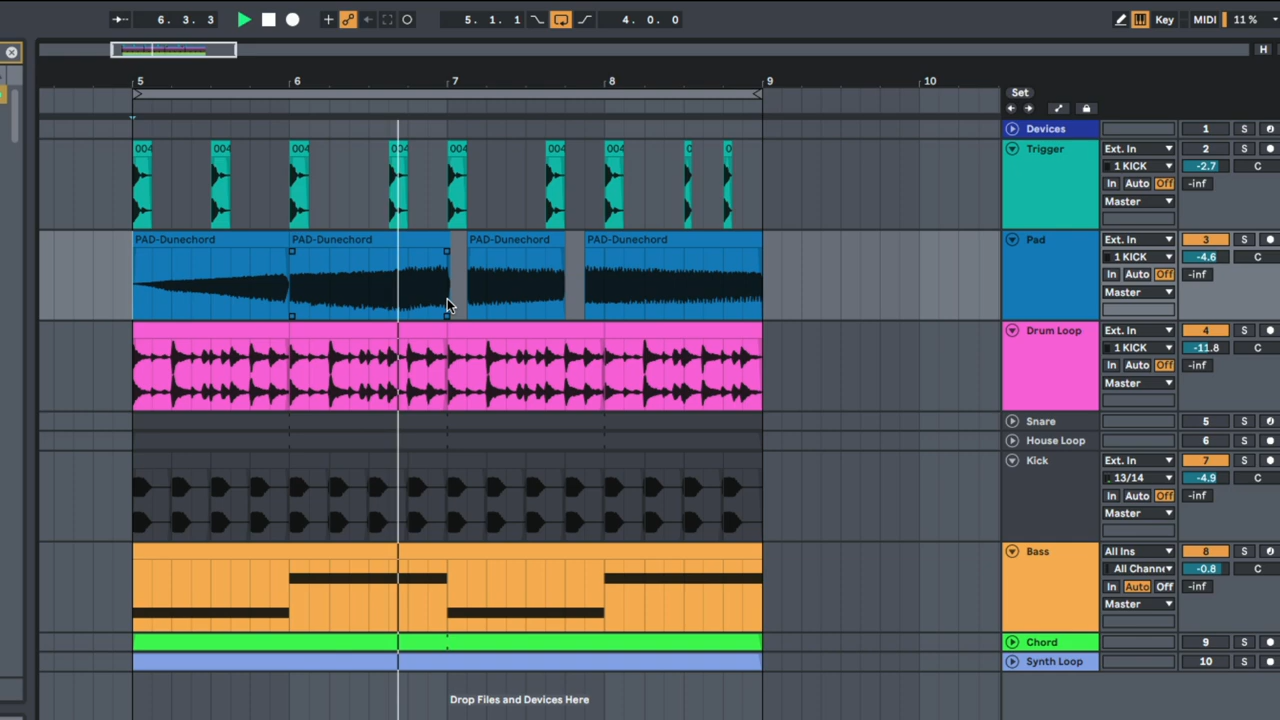 6. 3. 3 5. 1. 1 4. 0. 0 Key MIDI 11 %
H
5 6 7 8 9 10
Set
Devices 1 S
004 004 004 004 004 004 004 0 0 Trigger Ext. In 2 S
1 KICK -2.7 C
In Auto Off -inf
Master
PAD-Dunechord PAD-Dunechord PAD-Dunechord PAD-Dunechord Pad Ext. In 3 S
1 KICK -4.6 C
In Auto Off -inf
Master
Drum Loop Ext. In 4 S
1 KICK -11.8 C
In Auto Off -inf
Master
Snare 5 S
House Loop 6 S
Kick Ext. In 7 S
13/14 -4.9 C
In Auto Off -inf
Master
Bass All Ins 8 S
All Chann -0.8 C
In Auto Off -inf
Master
Chord 9 S
Synth Loop 10 S
Drop Files and Devices Here